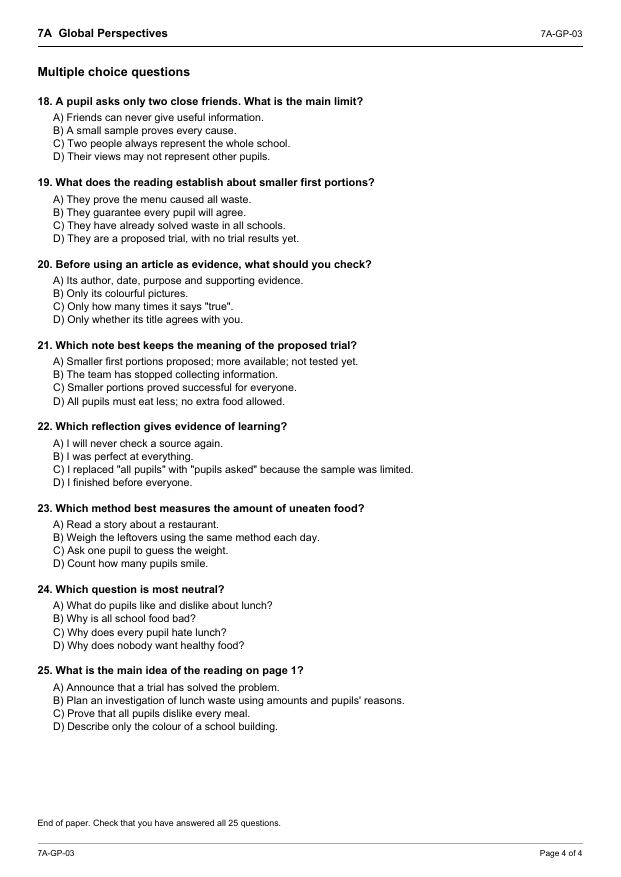 7A Global Perspectives
7A-GP-03
Multiple choice questions
18. A pupil asks only two close friends. What is the main limit?
A) Friends can never give useful information.
B) A small sample proves every cause.
C) Two people always represent the whole school.
D) Their views may not represent other pupils.
19. What does the reading establish about smaller first portions?
A) They prove the menu caused all waste.
B) They guarantee every pupil will agree.
C) They have already solved waste in all schools.
D) They are a proposed trial, with no trial results yet.
20. Before using an article as evidence, what should you check?
A) Its author, date, purpose and supporting evidence.
B) Only its colourful pictures.
C) Only how many times it says "true".
D) Only whether its title agrees with you.
21. Which note best keeps the meaning of the proposed trial?
A) Smaller first portions proposed; more available; not tested yet.
B) The team has stopped collecting information.
C) Smaller portions proved successful for everyone.
D) All pupils must eat less; no extra food allowed.
22. Which reflection gives evidence of learning?
A) I will never check a source again.
B) I was perfect at everything.
C) I replaced "all pupils" with "pupils asked" because the sample was limited.
D) I finished before everyone.
23. Which method best measures the amount of uneaten food?
A) Read a story about a restaurant.
B) Weigh the leftovers using the same method each day.
C) Ask one pupil to guess the weight.
D) Count how many pupils smile.
24. Which question is most neutral?
A) What do pupils like and dislike about lunch?
B) Why is all school food bad?
C) Why does every pupil hate lunch?
D) Why does nobody want healthy food?
25. What is the main idea of the reading on page 1?
A) Announce that a trial has solved the problem.
B) Plan an investigation of lunch waste using amounts and pupils' reasons.
C) Prove that all pupils dislike every meal.
D) Describe only the colour of a school building.
End of paper. Check that you have answered all 25 questions.
7A-GP-03
Page 4 of 4